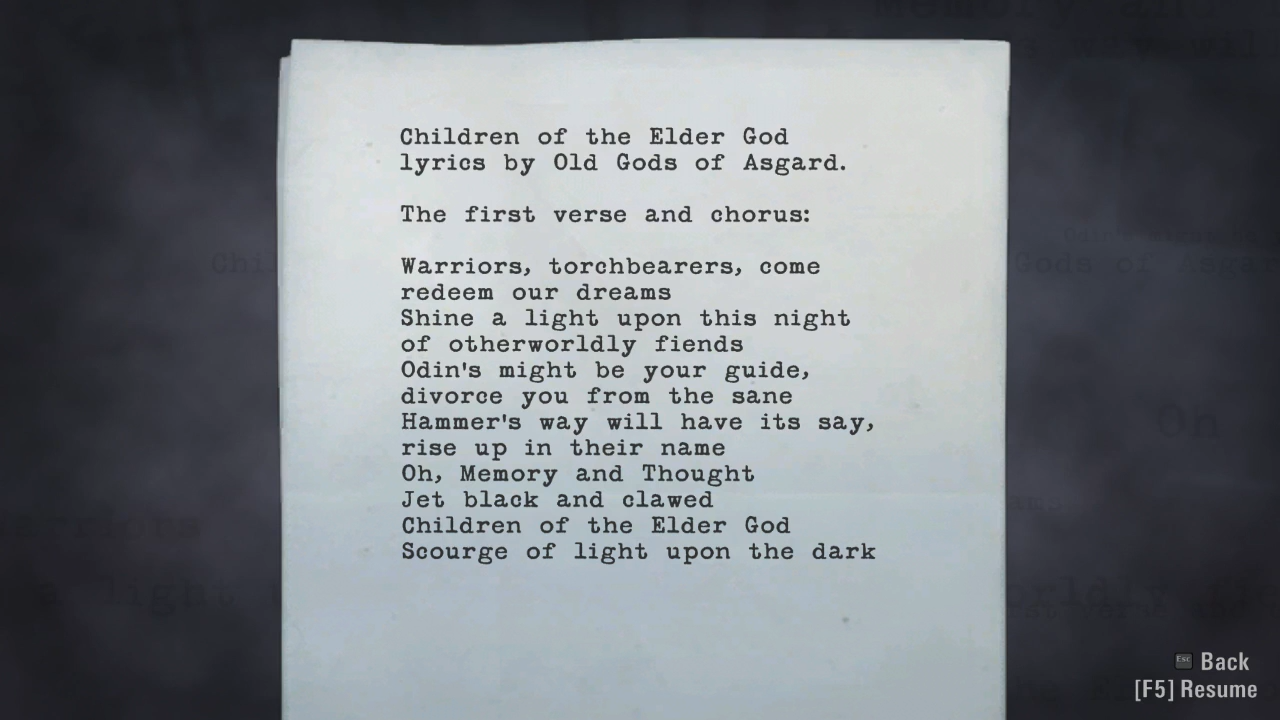 Children of the Elder God
lyrics by Old Gods of Asgard.
The first verse and chorus:
Warriors, torchbearers, come
redeem our dreams
Shine a light upon this night
of otherworldly fiends
Odin's might be your guide,
divorce you from the sane
Hammer's way will have its say,
rise up in their name
Oh, Memory and Thought
Jet black and clawed
Children of the Elder God
Scourge of light upon the dark
Esc Back
[F5] Resume